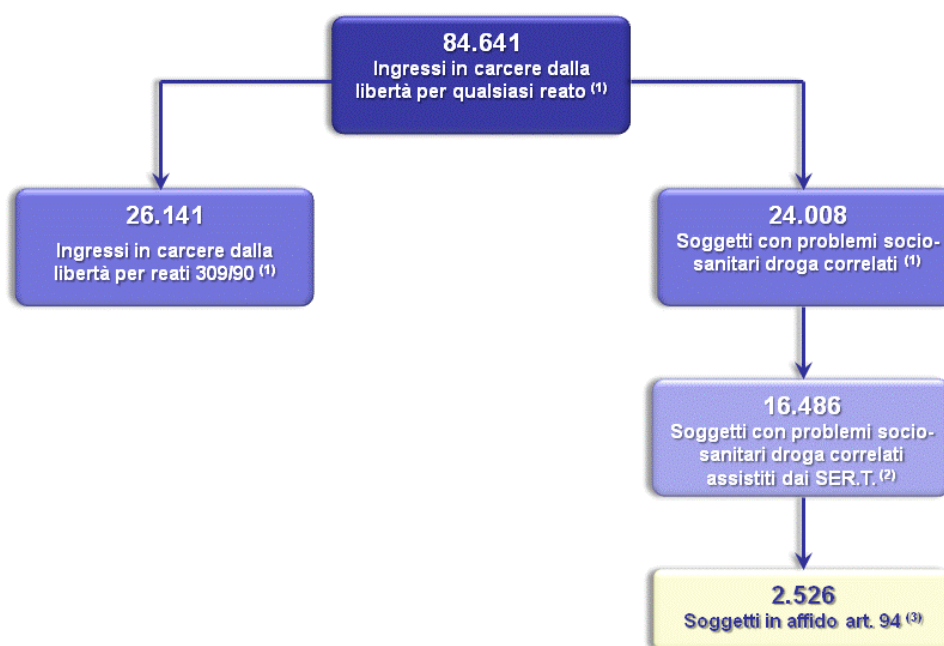 84.641
Ingressi in carcere dalla
libertà per qualsiasi reato (1)
26.141
Ingressi in carcere dalla
libertà per reati 309/90 (1)
24.008
Soggetti con problemi socio-
sanitari droga correlati (1)
16.486
Soggetti con problemi socio-
sanitari droga correlati
assistiti dai SER.T. (2)
2.526
Soggetti in affido art. 94 (3)